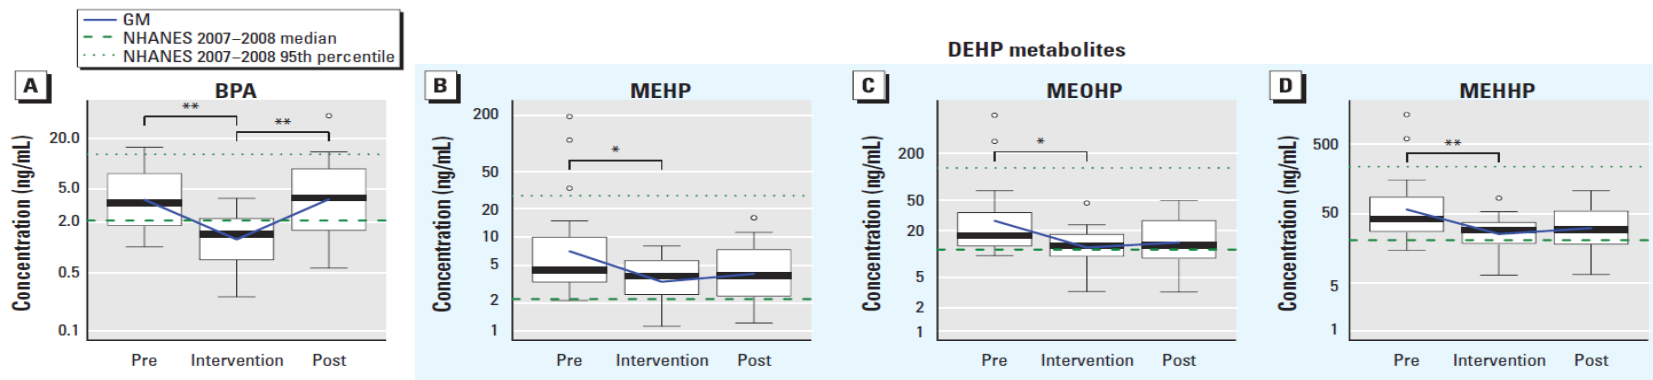 GM
NHANES 2007–2008 median
NHANES 2007–2008 95th percentile
DEHP metabolites
A
BPA
Concentration (ng/mL)
20.0
5.0
2.0
0.5
0.1
**
**
Pre Intervention Post
B
MEHP
Concentration (ng/mL)
200
50
20
10
5
2
1
*
Pre Intervention Post
C
MEOHP
Concentration (ng/mL)
200
50
20
5
2
1
*
Pre Intervention Post
D
MEHHP
Concentration (ng/mL)
500
50
5
1
**
Pre Intervention Post